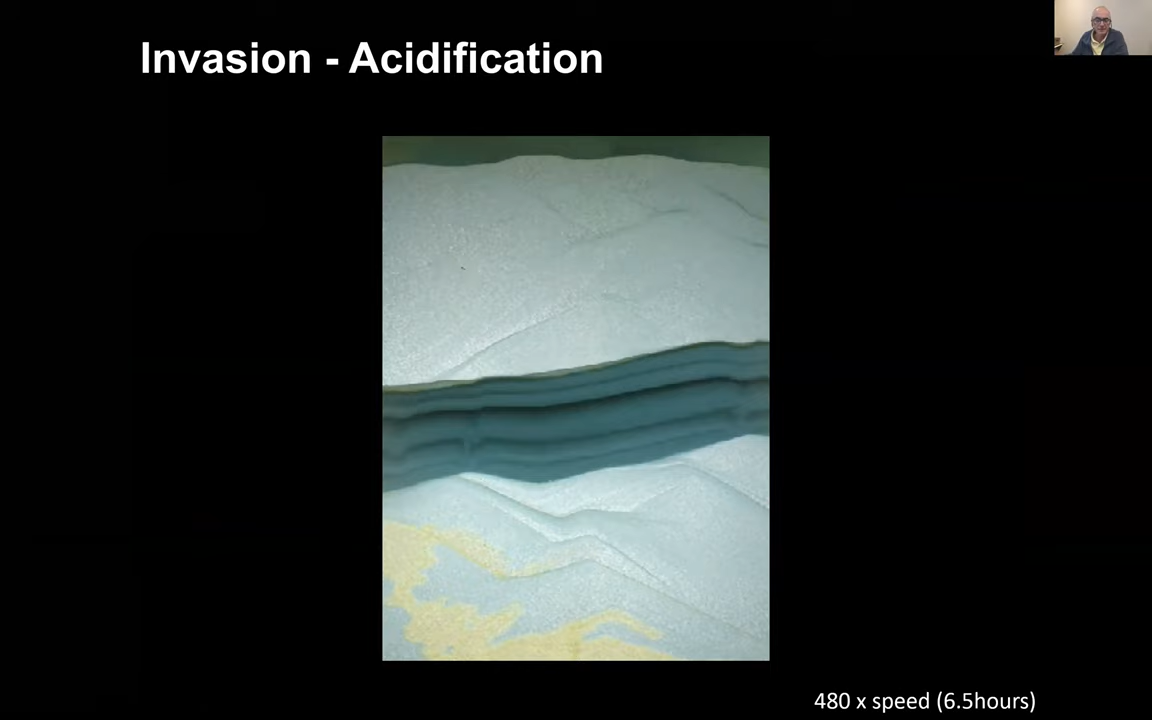 Invasion - Acidification
480 x speed (6.5hours)